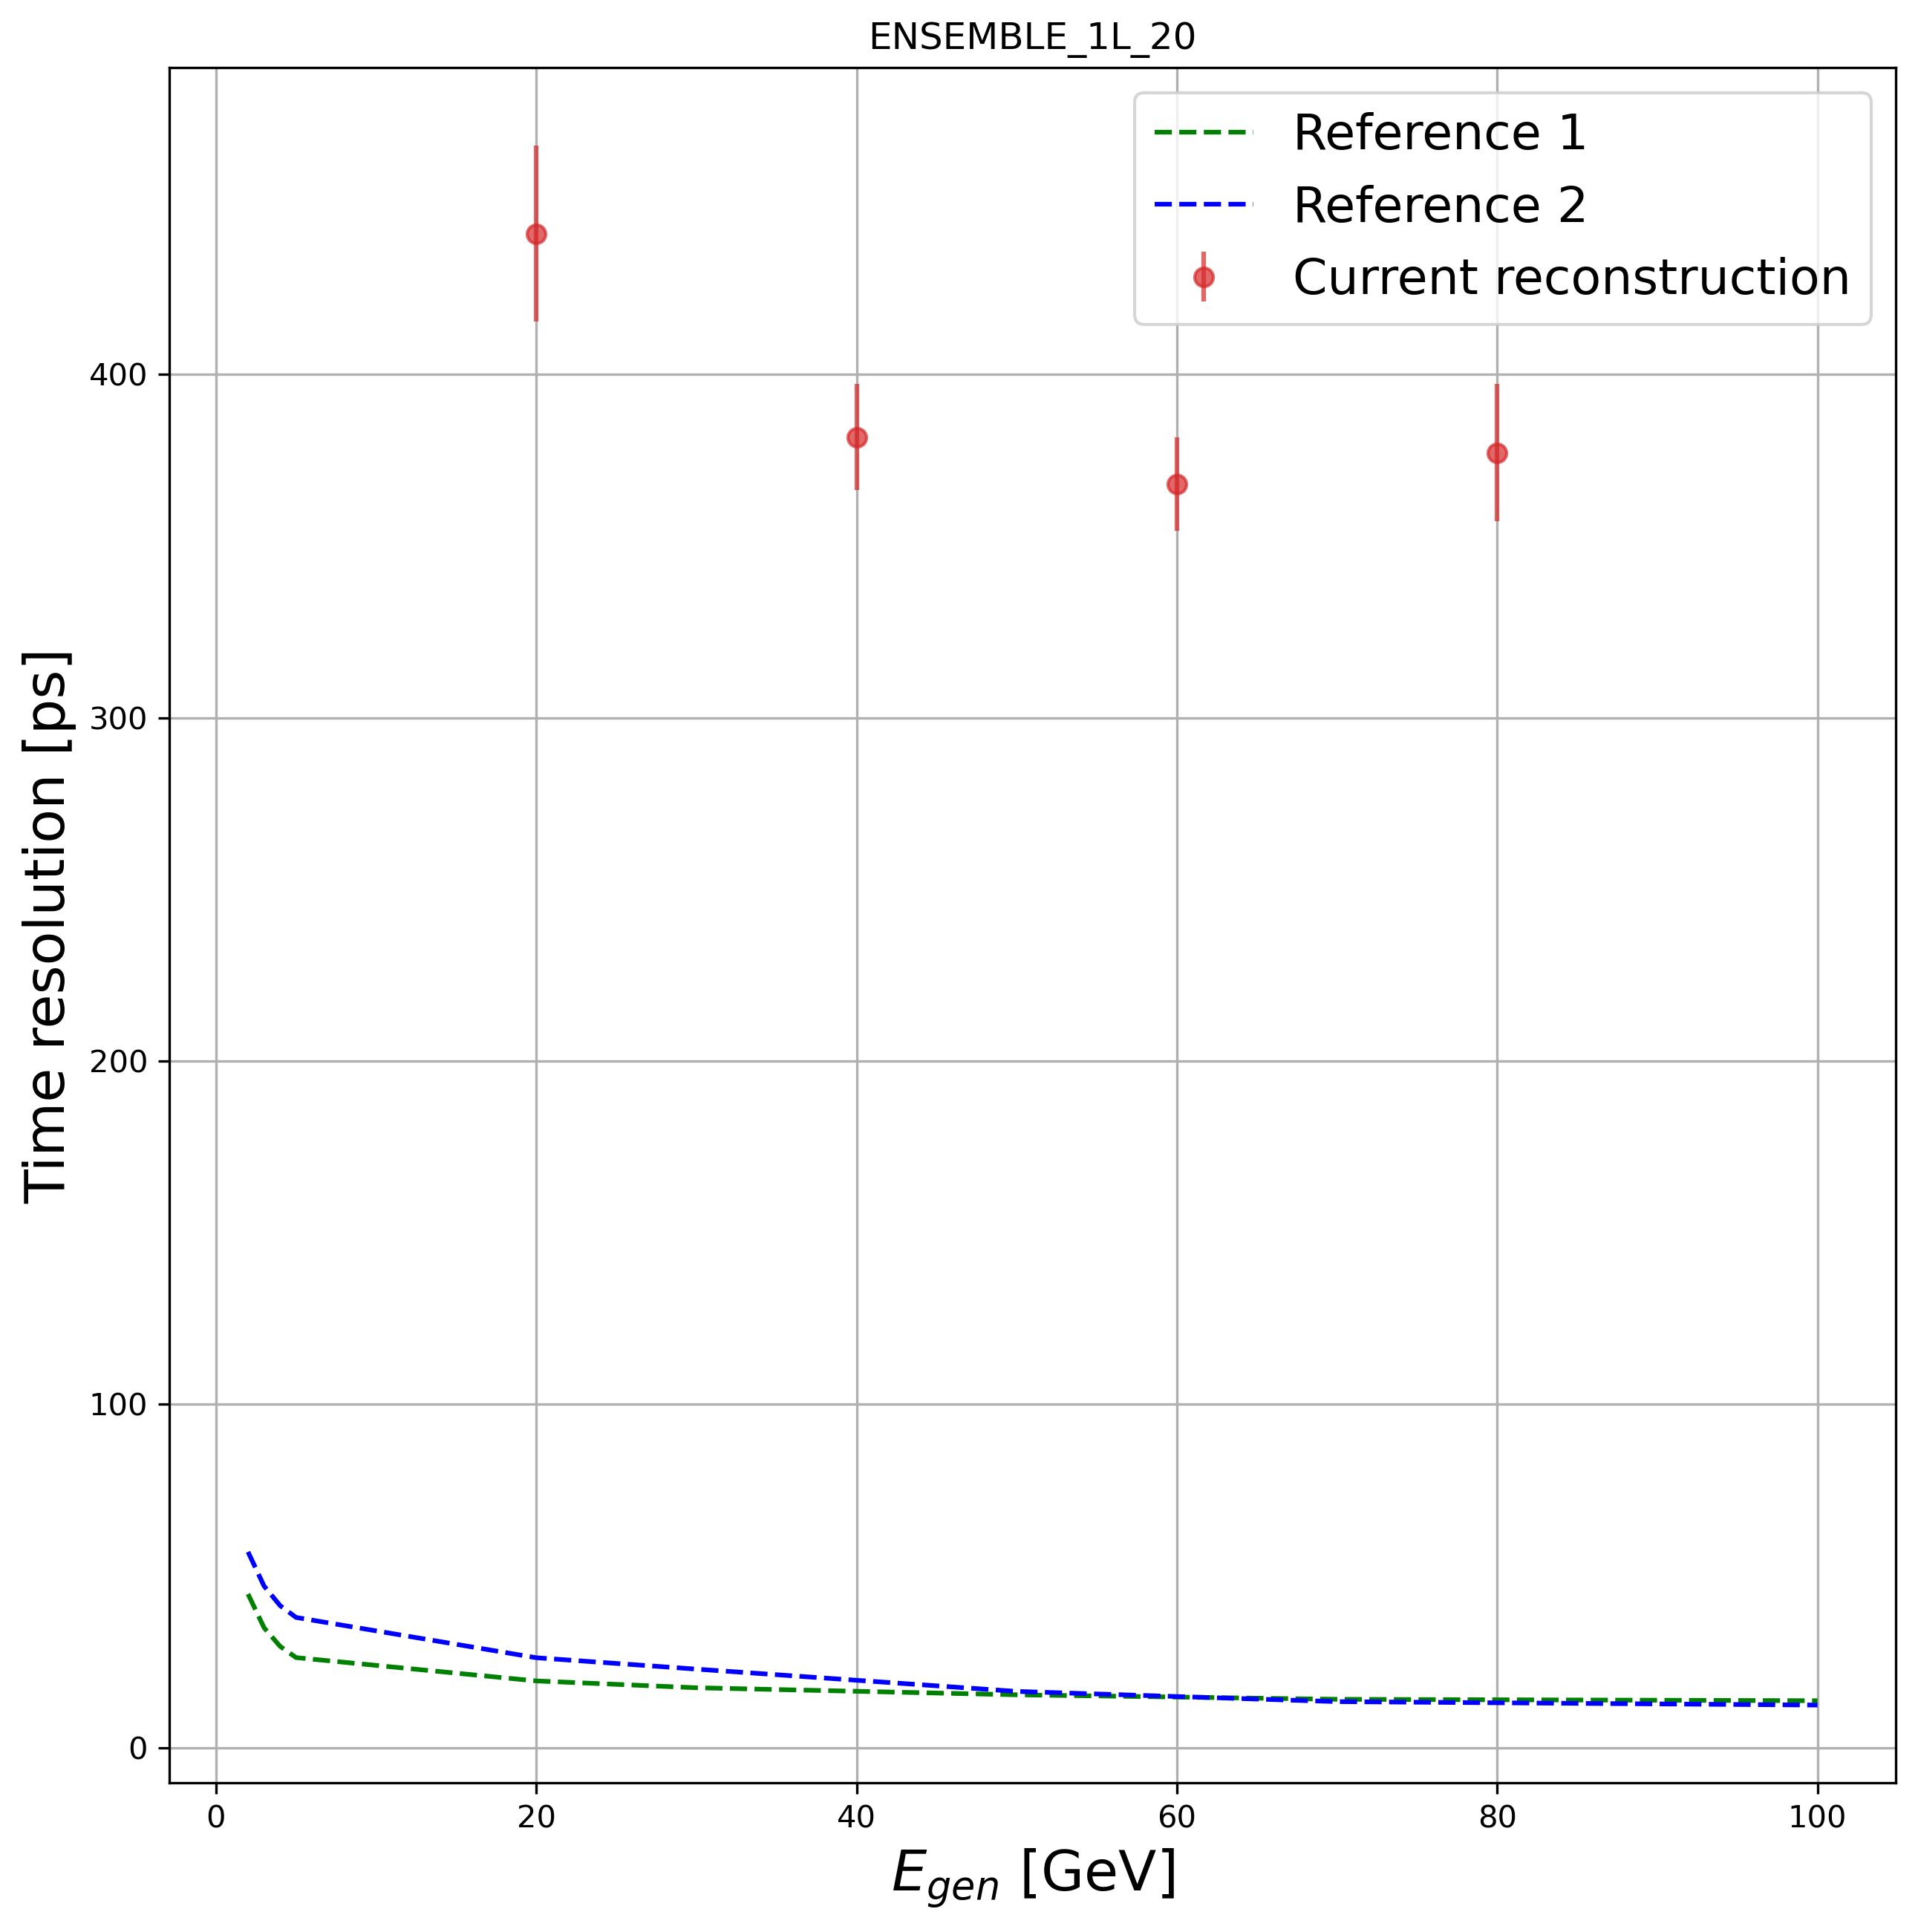 ENSEMBLE_1L_20
Reference 1
Reference 2
Current reconstruction
Time resolution [ps]
400
300
200
100
0
0 20 40 60 80 100
E_gen [GeV]